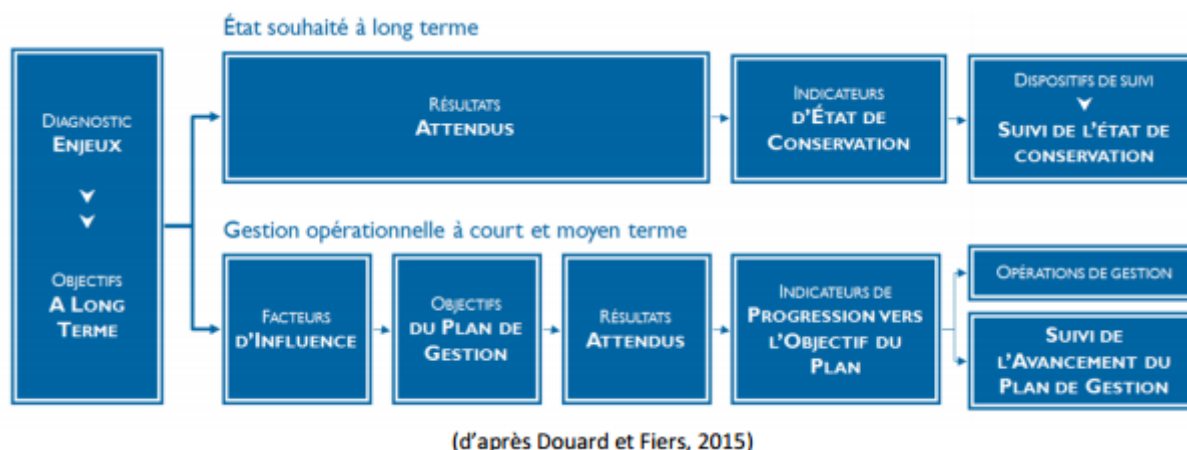 État souhaité à long terme
DIAGNOSTIC
ENJEUX
OBJECTIFS
A LONG
TERME
RÉSULTATS
ATTENDUS
INDICATEURS
D'ÉTAT DE
CONSERVATION
DISPOSITIFS DE SUIVI
SUIVI DE L'ÉTAT DE
CONSERVATION
Gestion opérationnelle à court et moyen terme
FACTEURS
D'INFLUENCE
OBJECTIFS
DU PLAN DE
GESTION
RÉSULTATS
ATTENDUS
INDICATEURS DE
PROGRESSION VERS
L'OBJECTIF DU
PLAN
OPÉRATIONS DE GESTION
SUIVI DE
L'AVANCEMENT DU
PLAN DE GESTION
(d'après Douard et Fiers, 2015)